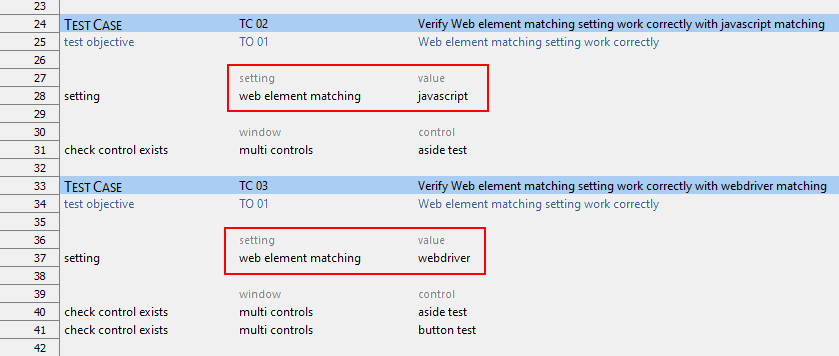 23
24 TEST CASE TC 02 Verify Web element matching setting work correctly with javascript matching
25 test objective TO 01 Web element matching setting work correctly
26
27 setting value
28 setting web element matching javascript
29
30 window control
31 check control exists multi controls aside test
32
33 TEST CASE TC 03 Verify Web element matching setting work correctly with webdriver matching
34 test objective TO 01 Web element matching setting work correctly
35
36 setting value
37 setting web element matching webdriver
38
39 window control
40 check control exists multi controls aside test
41 check control exists multi controls button test
42